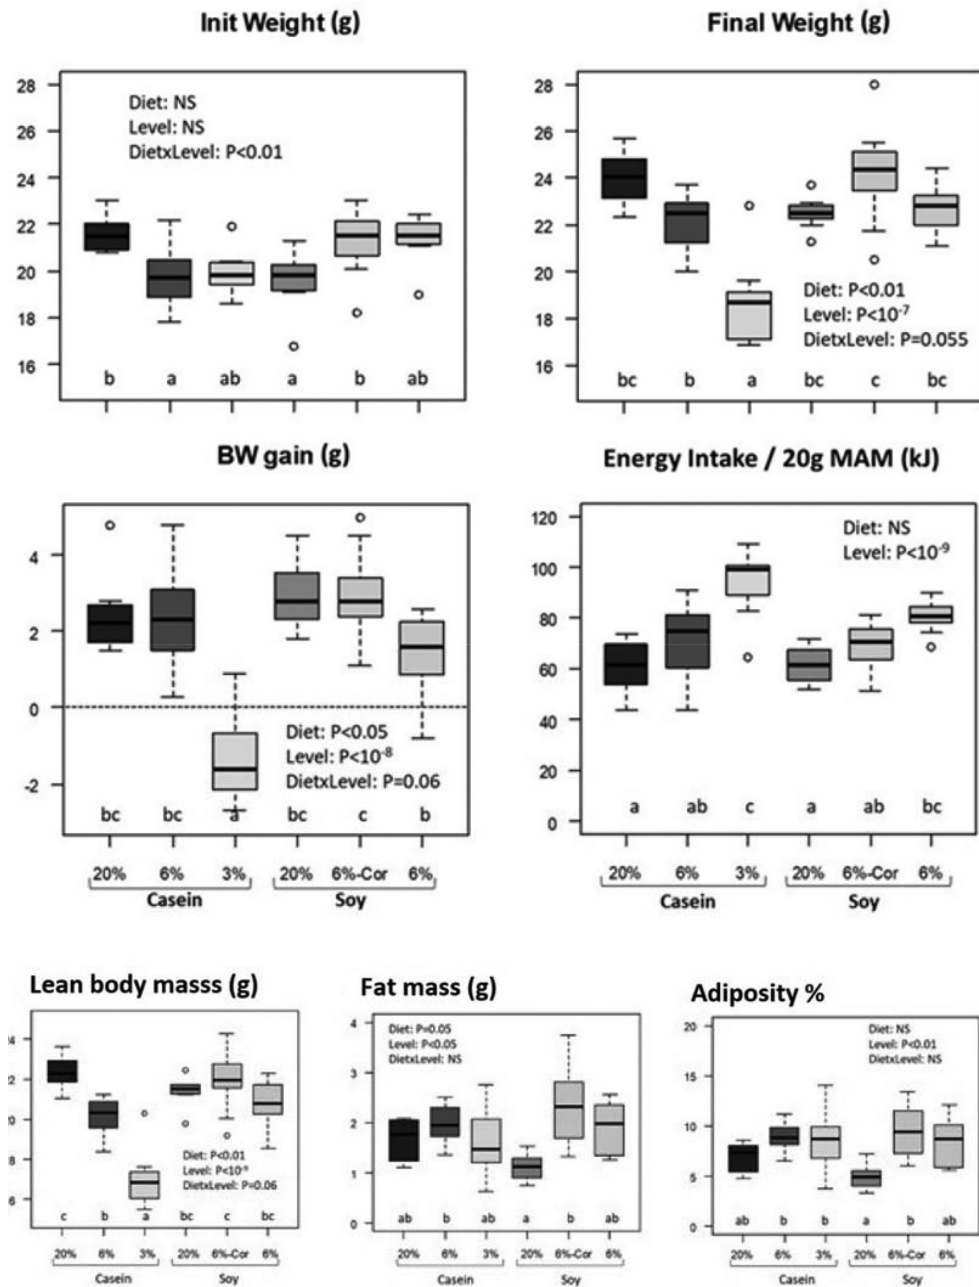 Init Weight (g)
28
26
24
22
20
18
16
Diet: NS
Level: NS
DietxLevel: P<0.01
b a ab a b ab
Final Weight (g)
28
26
24
22
20
18
16
Diet: P<0.01
Level: P<10⁻⁷
DietxLevel: P=0.055
bc b a bc c bc
BW gain (g)
4
2
0
-2
Diet: P<0.05
Level: P<10⁻⁸
DietxLevel: P=0.06
bc bc a bc c b
20% 6% 3% 20% 6%-Cor 6%
Casein Soy
Energy Intake / 20g MAM (kJ)
120
100
80
60
40
20
0
Diet: NS
Level: P<10⁻⁹
a ab c a ab bc
20% 6% 3% 20% 6%-Cor 6%
Casein Soy
Lean body masss (g)
Diet: P<0.01
Level: P<10⁻⁹
DietxLevel: P=0.06
c b a bc c bc
20% 6% 3% 20% 6%-Cor 6%
Casein Soy
Fat mass (g)
4
3
2
1
0
Diet: P=0.05
Level: P<0.05
DietxLevel: NS
ab b ab a b ab
20% 6% 3% 20% 6%-Cor 6%
Casein Soy
Adiposity %
20
15
10
5
0
Diet: NS
Level: P<0.01
DietxLevel: NS
ab b b a b ab
20% 6% 3% 20% 6%-Cor 6%
Casein Soy